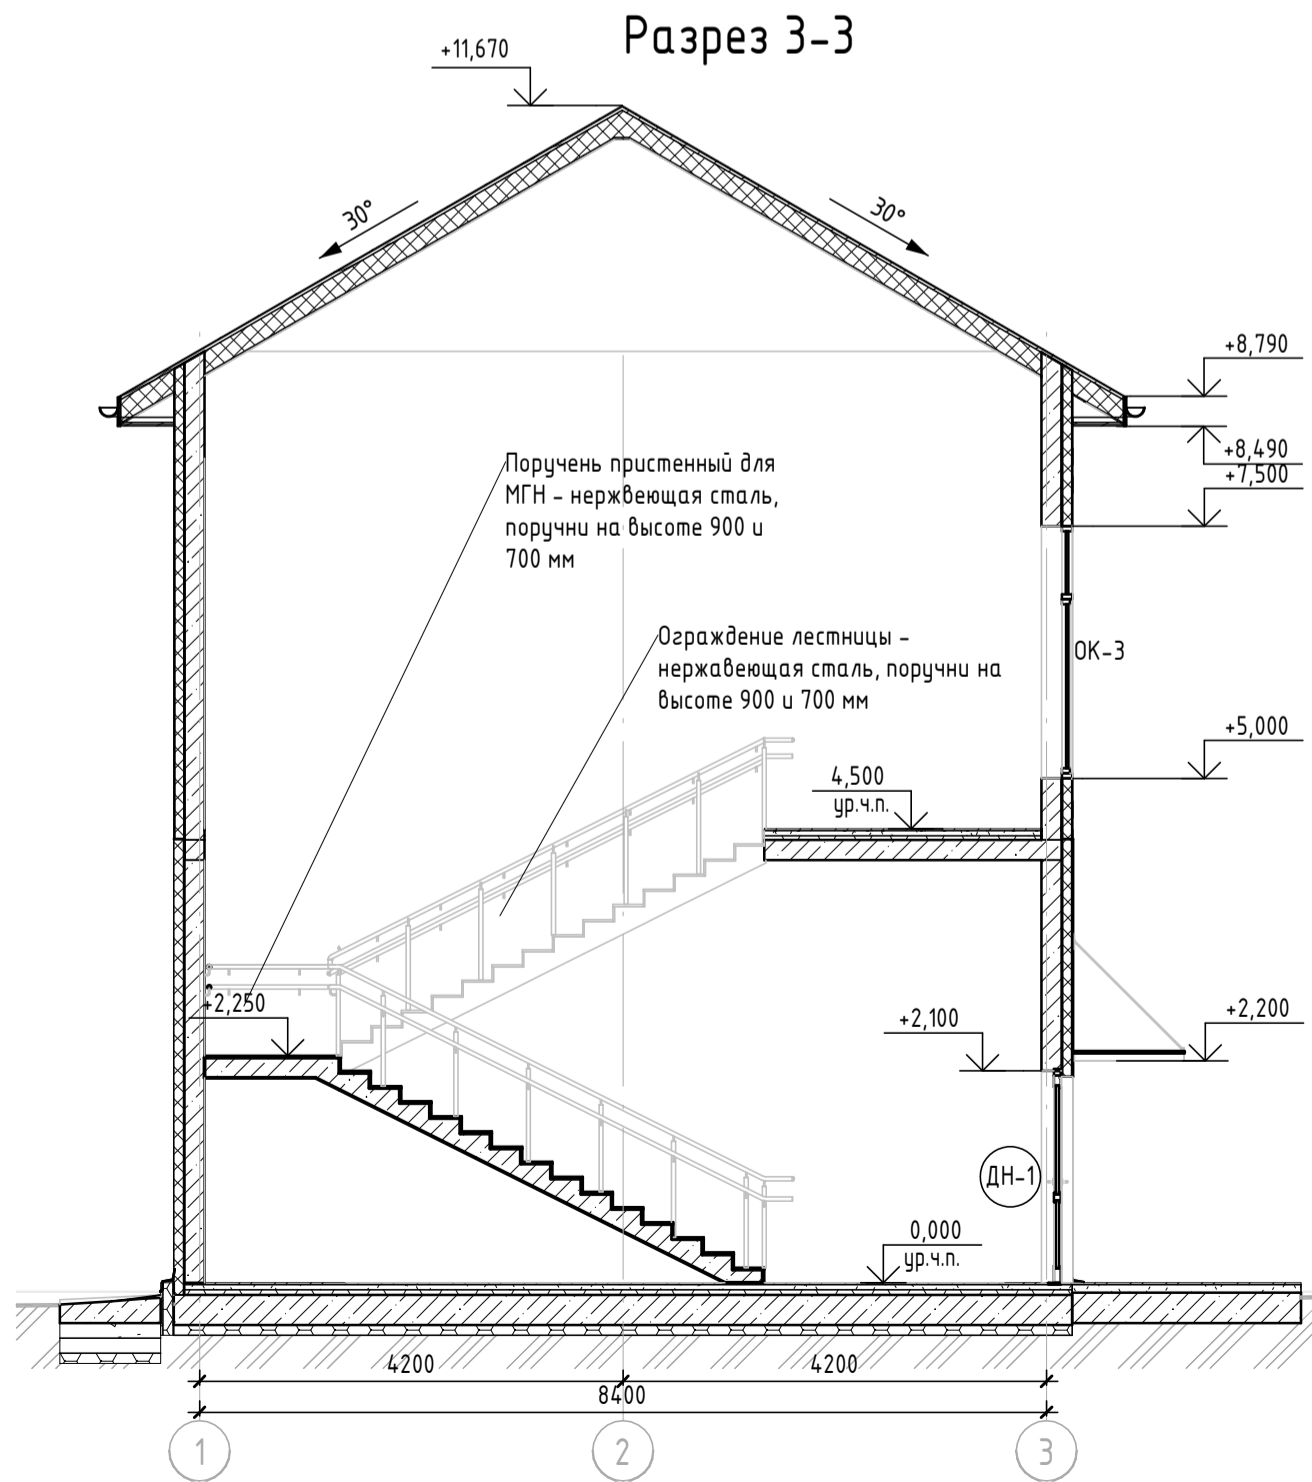 Разрез 3-3
+11,670
30°
30°
+8,790
+8,490
+7,500
Поручень пристенный для
МГН - нержвеющая сталь,
поручни на высоте 900 и
700 мм
Ограждение лестницы -
нержавеющая сталь, поручни на
высоте 900 и 700 мм
ОК-3
+5,000
4,500
ур.ч.п.
+2,250
+2,100
+2,200
ДН-1
0,000
ур.ч.п.
4200
4200
8400
1
2
3